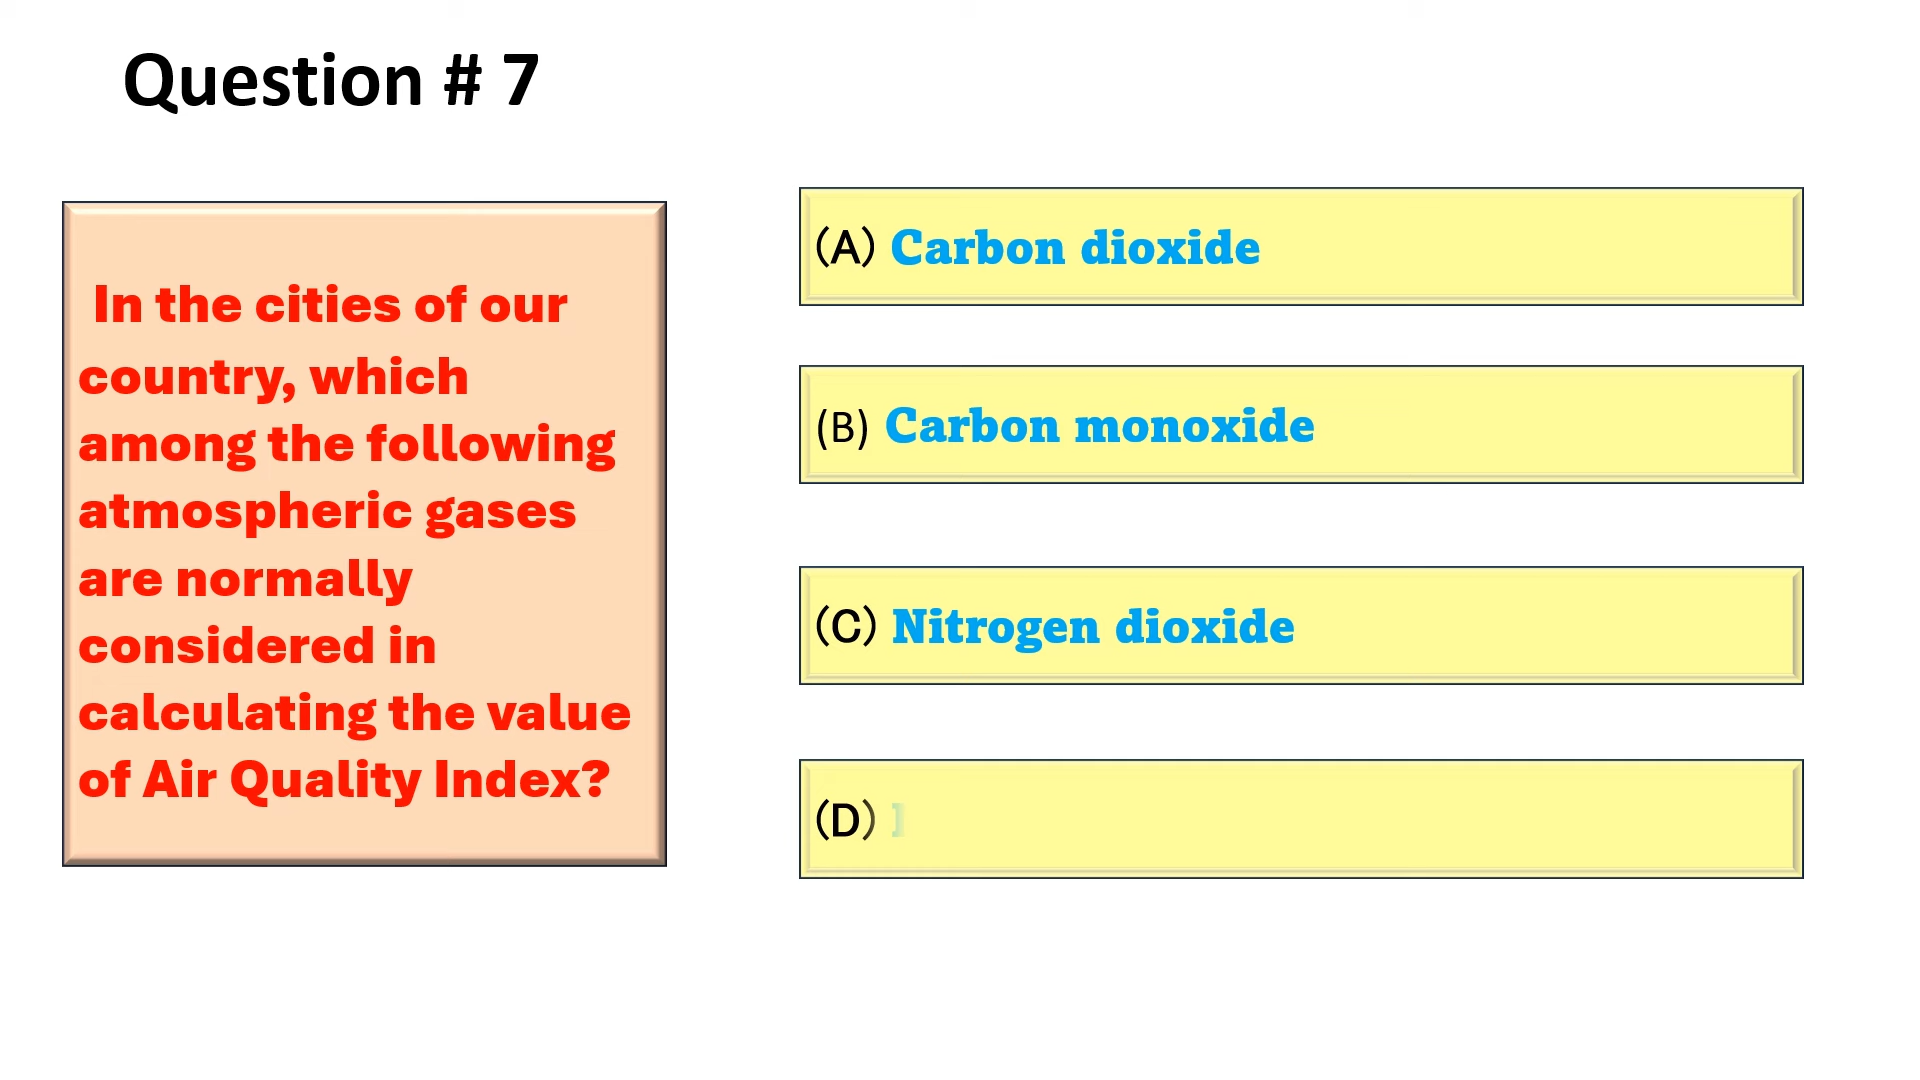 Question # 7
In the cities of our
country, which
among the following
atmospheric gases
are normally
considered in
calculating the value
of Air Quality Index?
(A) Carbon dioxide
(B) Carbon monoxide
(C) Nitrogen dioxide
(D)